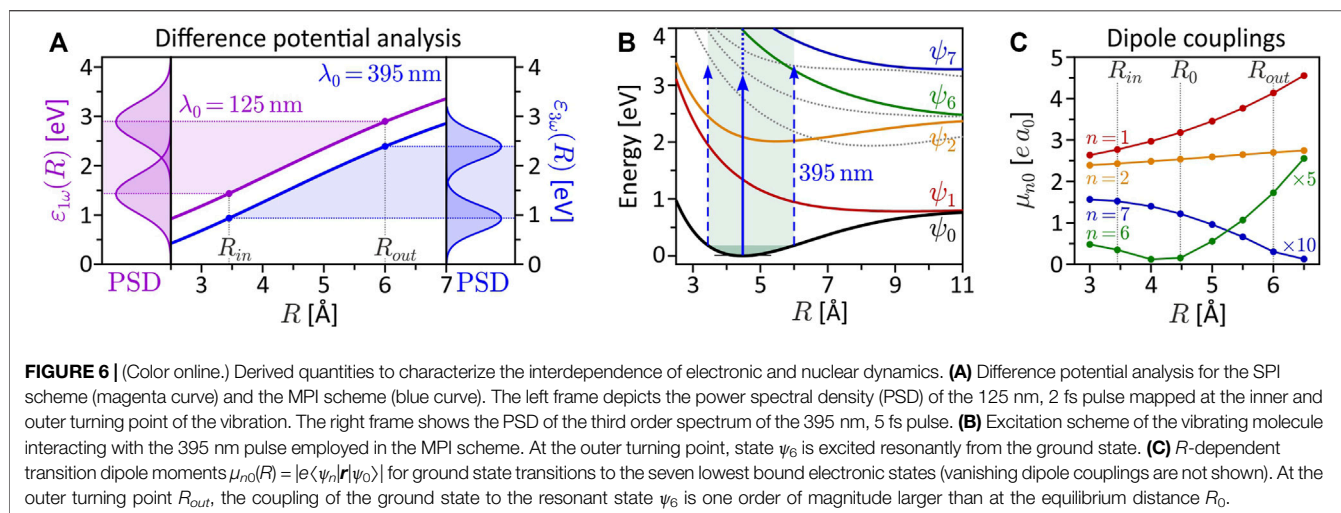 A
Difference potential analysis
4
3
2
1
0
ε₁ω(R) [eV]
λ₀ = 125 nm
λ₀ = 395 nm
R_in
R_out
4
3
2
1
0
ε₃ω(R) [eV]
PSD
3 4 5 6 7
PSD
R [Å]
B
4
3
2
1
0
Energy [eV]
395 nm
ψ₇
ψ₆
ψ₂
ψ₁
ψ₀
3 5 7 9 11
R [Å]
C
Dipole couplings
5
4
3
2
1
0
μₙ₀ [e a₀]
R_in
R₀
R_out
n = 1
n = 2
n = 7
n = 6
×5
×10
3 4 5 6
R [Å]
FIGURE 6 | (Color online.) Derived quantities to characterize the interdependence of electronic and nuclear dynamics. (A) Difference potential analysis for the SPI
scheme (magenta curve) and the MPI scheme (blue curve). The left frame depicts the power spectral density (PSD) of the 125 nm, 2 fs pulse mapped at the inner and
outer turning point of the vibration. The right frame shows the PSD of the third order spectrum of the 395 nm, 5 fs pulse. (B) Excitation scheme of the vibrating molecule
interacting with the 395 nm pulse employed in the MPI scheme. At the outer turning point, state ψ₆ is excited resonantly from the ground state. (C) R-dependent
transition dipole moments μₙ₀(R) = |e⟨ψₙ|r|ψ₀⟩| for ground state transitions to the seven lowest bound electronic states (vanishing dipole couplings are not shown). At the
outer turning point R_out, the coupling of the ground state to the resonant state ψ₆ is one order of magnitude larger than at the equilibrium distance R₀.